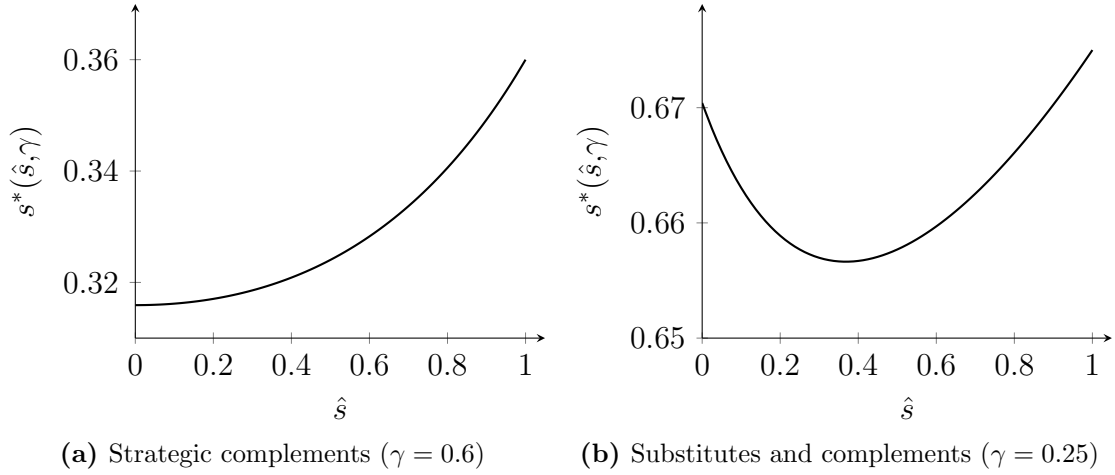 s*(ŝ,γ)
0.36
0.34
0.32
0 0.2 0.4 0.6 0.8 1
ŝ
(a) Strategic complements (γ = 0.6)
s*(ŝ,γ)
0.67
0.66
0.65
0 0.2 0.4 0.6 0.8 1
ŝ
(b) Substitutes and complements (γ = 0.25)